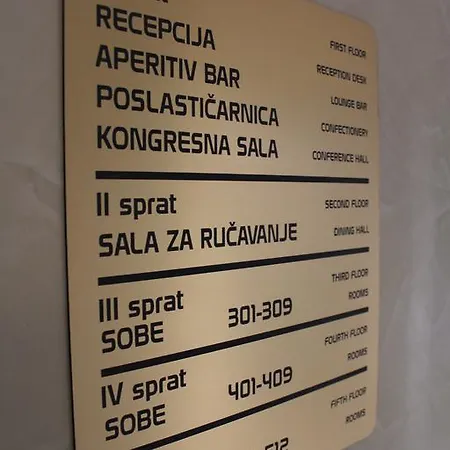 FIRST FLOOR
RECEPCIJA RECEPTION DESK
APERITIV BAR LOUNGE BAR
POSLASTIČARNICA CONFECTIONERY
KONGRESNA SALA CONFERENCE HALL
II sprat SECOND FLOOR
SALA ZA RUČAVANJE DINING HALL
III sprat THIRD FLOOR
SOBE 301-309 ROOMS
IV sprat FOURTH FLOOR
SOBE 401-409 ROOMS
FIFTH FLOOR
ROOMS